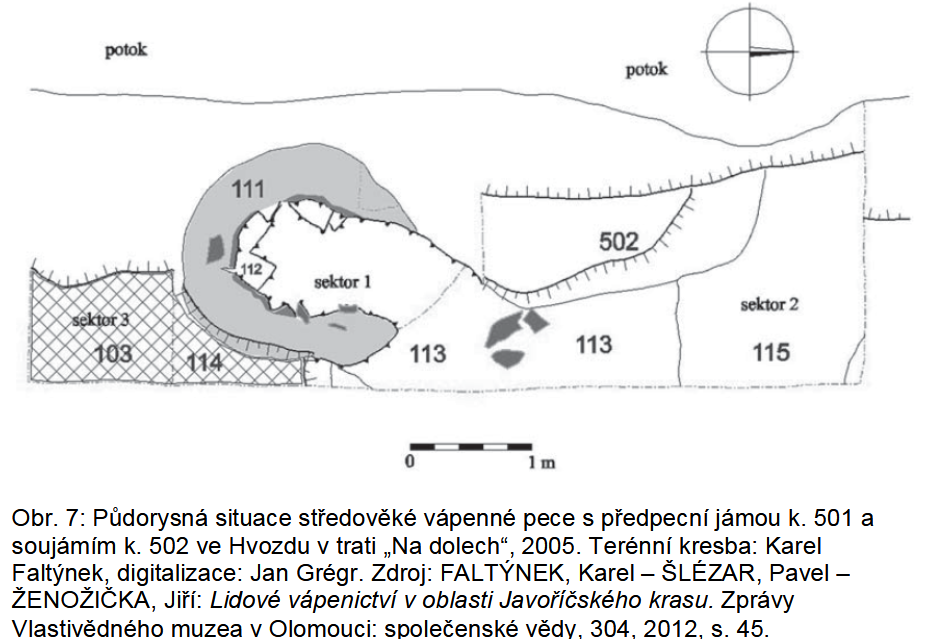 potok
potok
111
502
112
sektor 1
sektor 3
sektor 2
103
114
113
113
115
0
1 m
Obr. 7: Půdorysná situace středověké vápenné pece s předpecní jámou k. 501 a
soujámím k. 502 ve Hvozdu v trati „Na dolech“, 2005. Terénní kresba: Karel
Faltýnek, digitalizace: Jan Grégr. Zdroj: FALTÝNEK, Karel – ŠLÉZAR, Pavel –
ŽENOŽIČKA, Jiří: Lidové vápenictví v oblasti Javoříčského krasu. Zprávy
Vlastivědného muzea v Olomouci: společenské vědy, 304, 2012, s. 45.